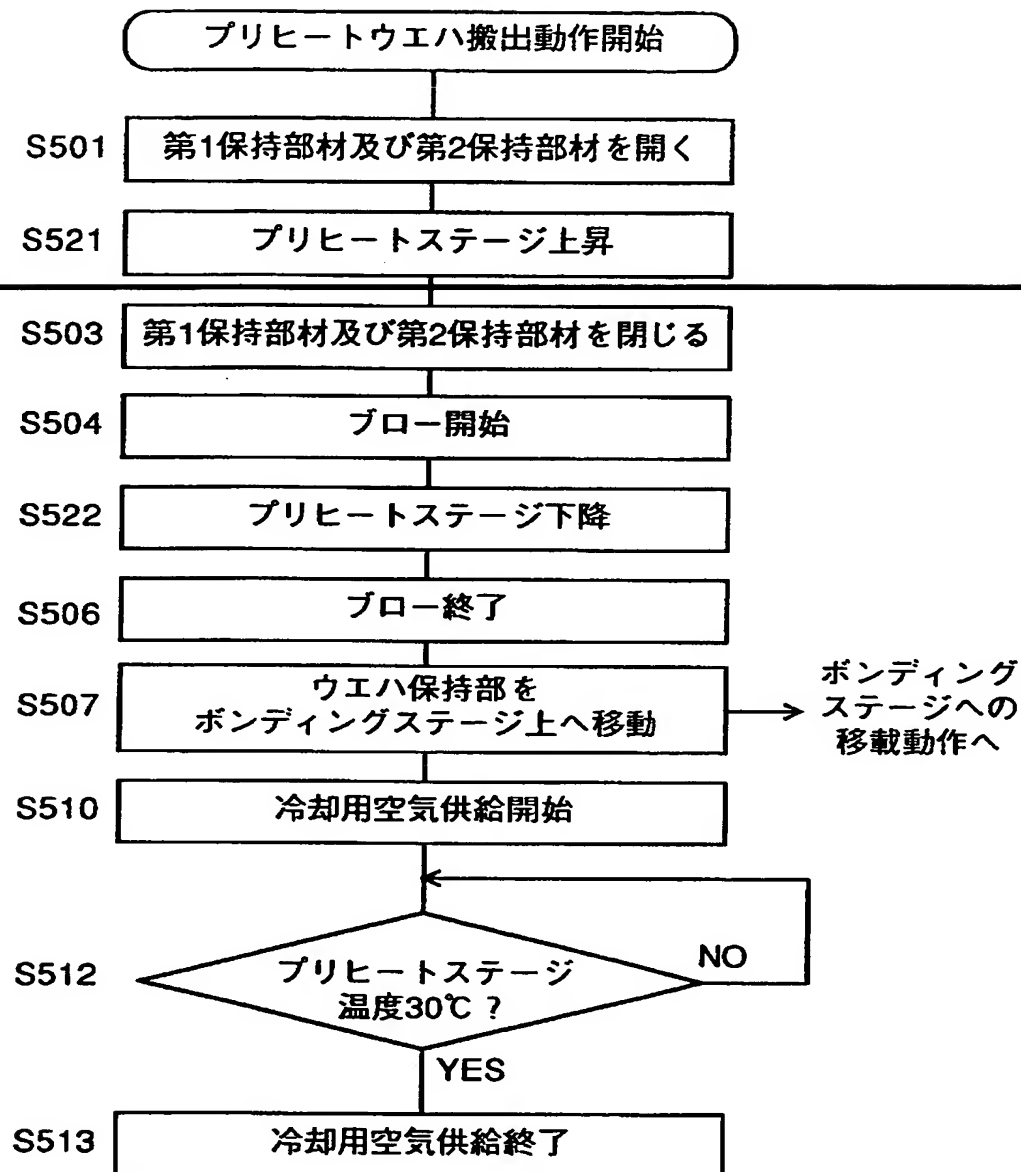 プリヒートウエハ搬出動作開始
S501 第1保持部材及び第2保持部材を開く
S521 プリヒートステージ上昇
S503 第1保持部材及び第2保持部材を閉じる
S504 ブロー開始
S522 プリヒートステージ下降
S506 ブロー終了
S507 ウエハ保持部を
ボンディングステージ上へ移動
ボンディング
ステージへの
移載動作へ
S510 冷却用空気供給開始
S512 プリヒートステージ
温度30℃?
NO
YES
S513 冷却用空気供給終了